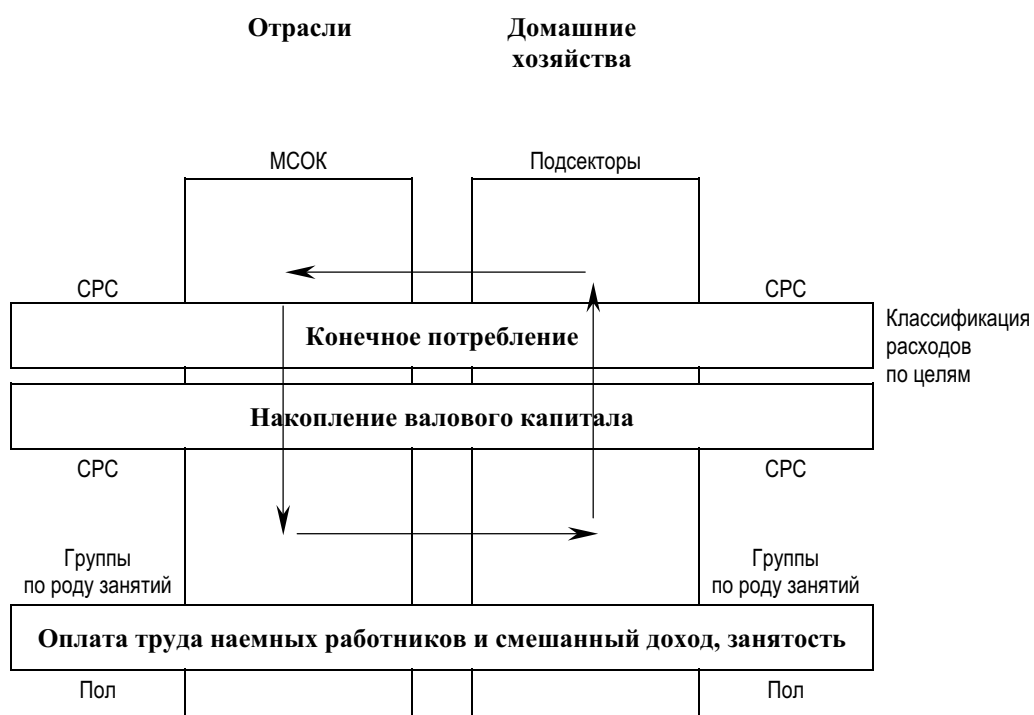 Отрасли
Домашние
хозяйства
МСОК
Подсекторы
СРС
СРС
Конечное потребление
Классификация
расходов
по целям
Накопление валового капитала
СРС
СРС
Группы
по роду занятий
Группы
по роду занятий
Оплата труда наемных работников и смешанный доход, занятость
Пол
Пол